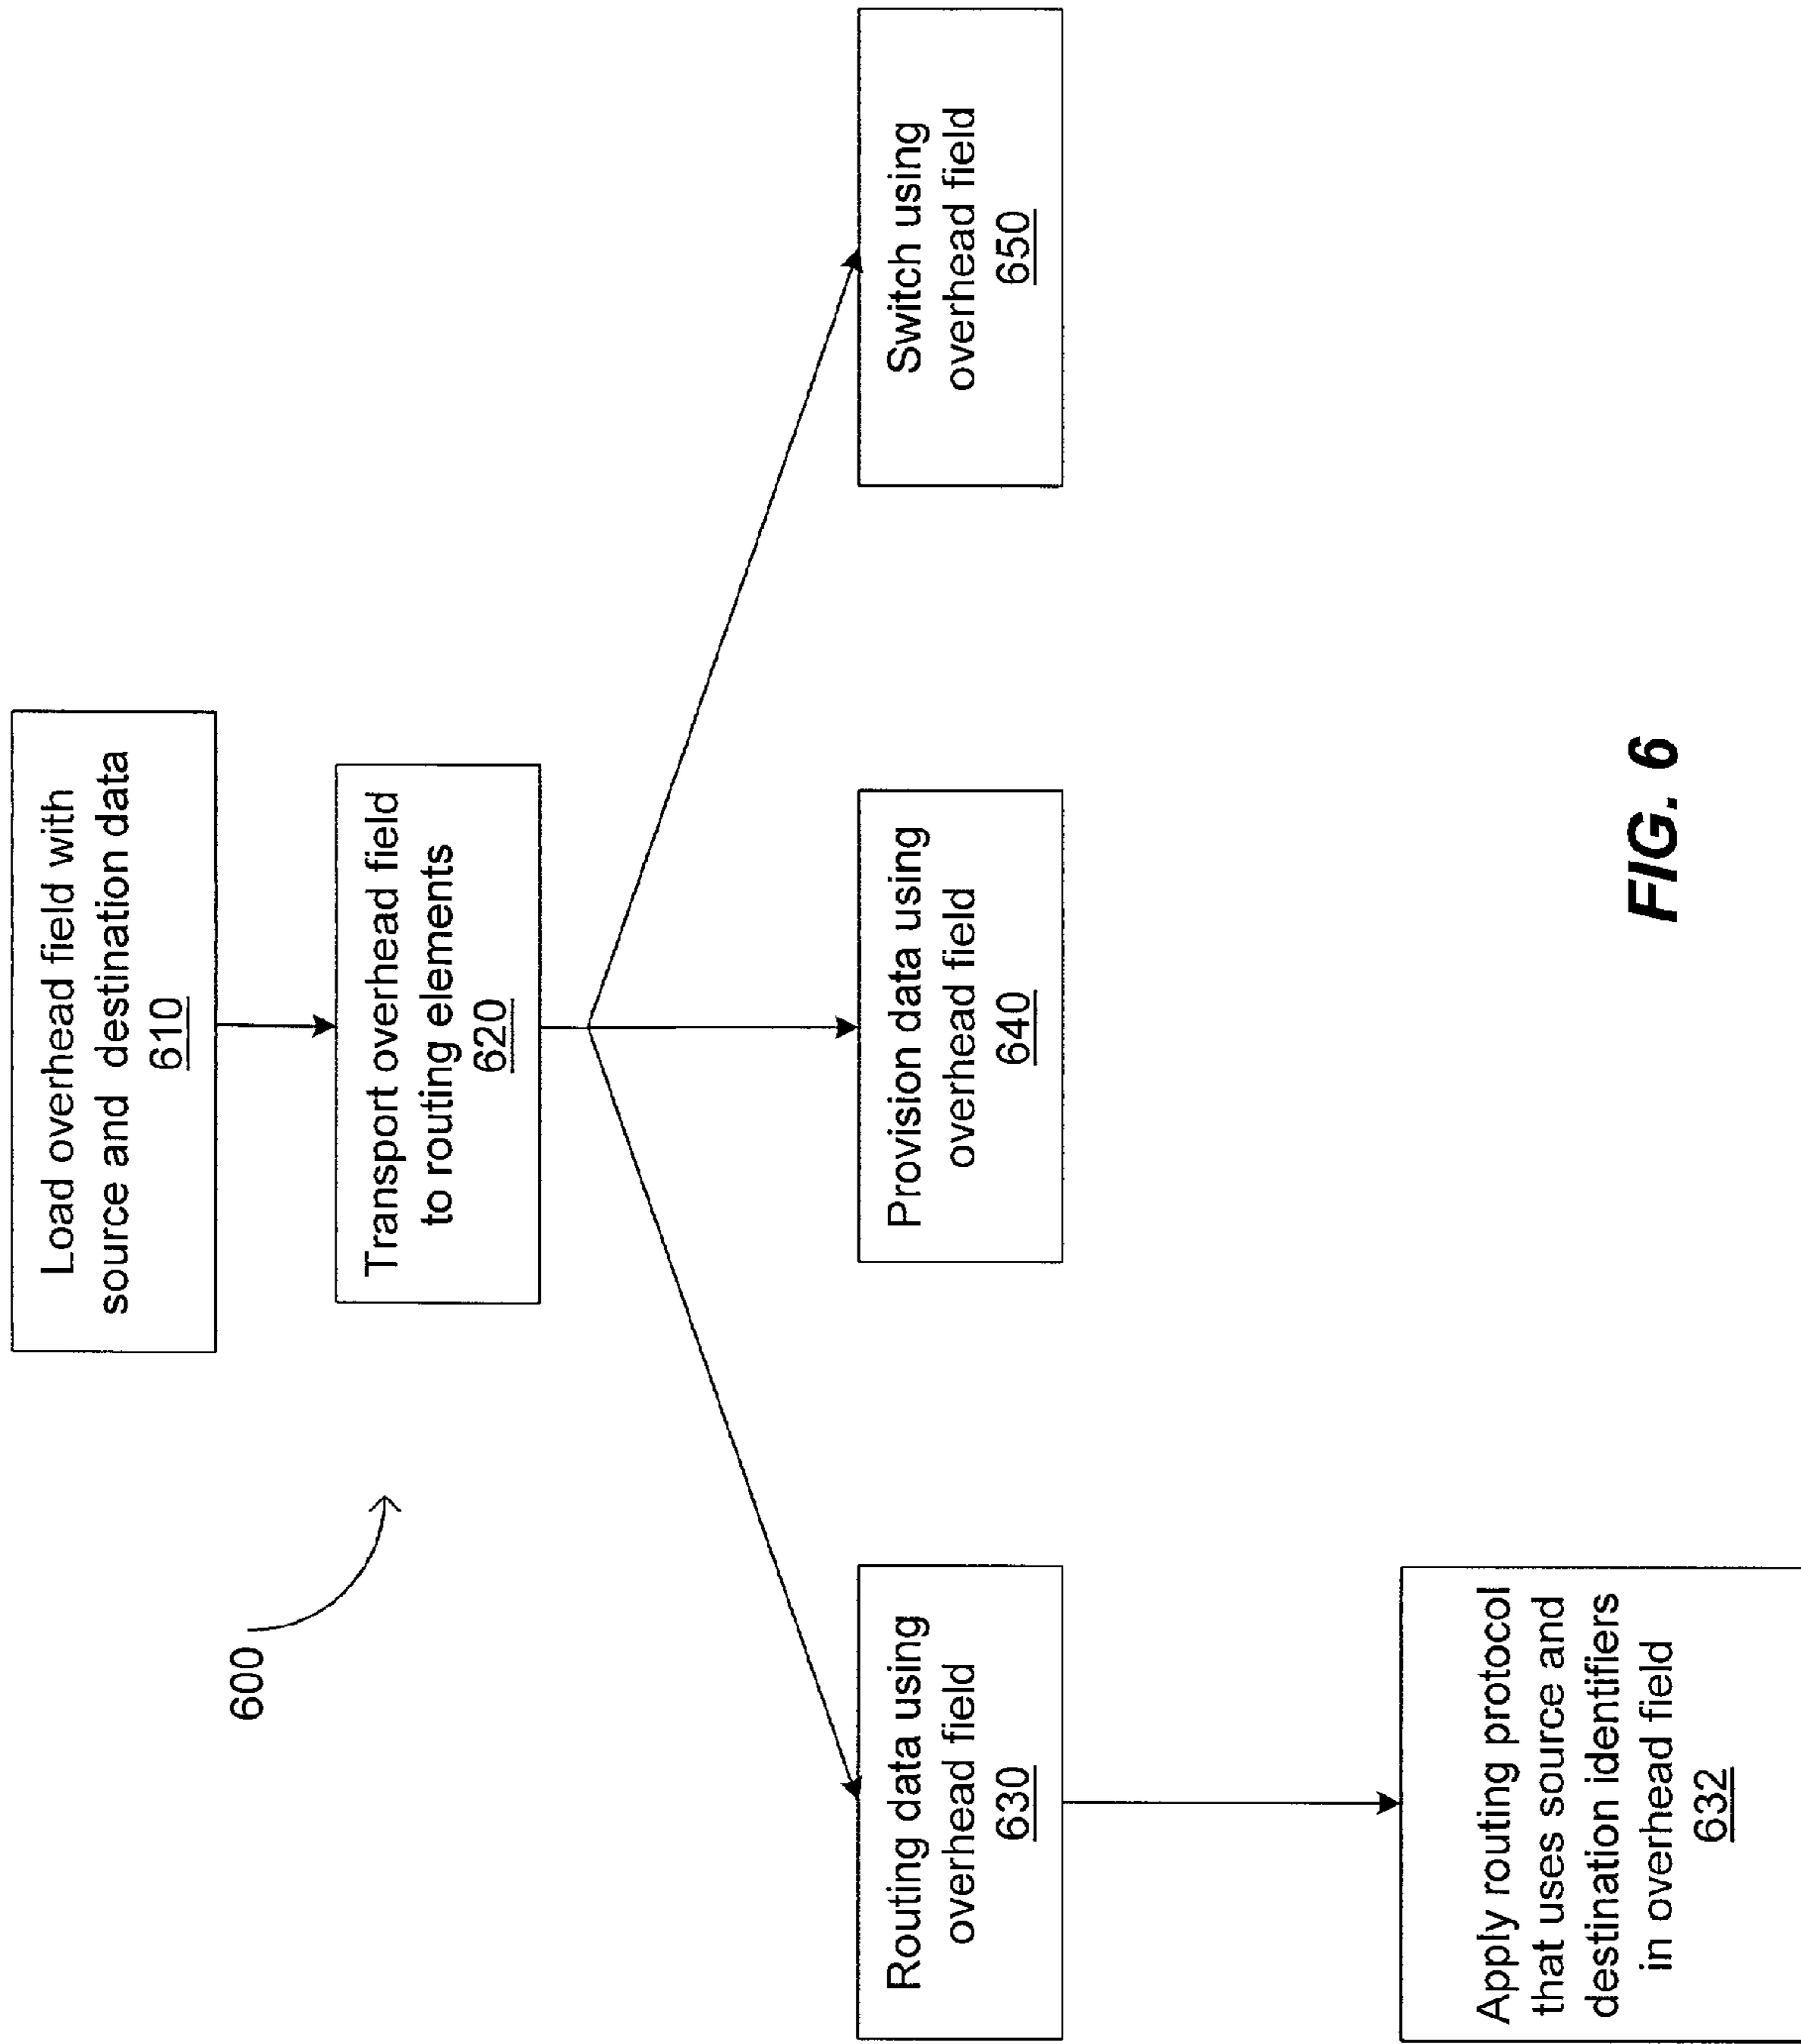 600
Load overhead field with
source and destination data
610
Transport overhead field
to routing elements
620
Routing data using
overhead field
630
Provision data using
overhead field
640
Switch using
overhead field
650
Apply routing protocol
that uses source and
destination identifiers
in overhead field
632
FIG. 6